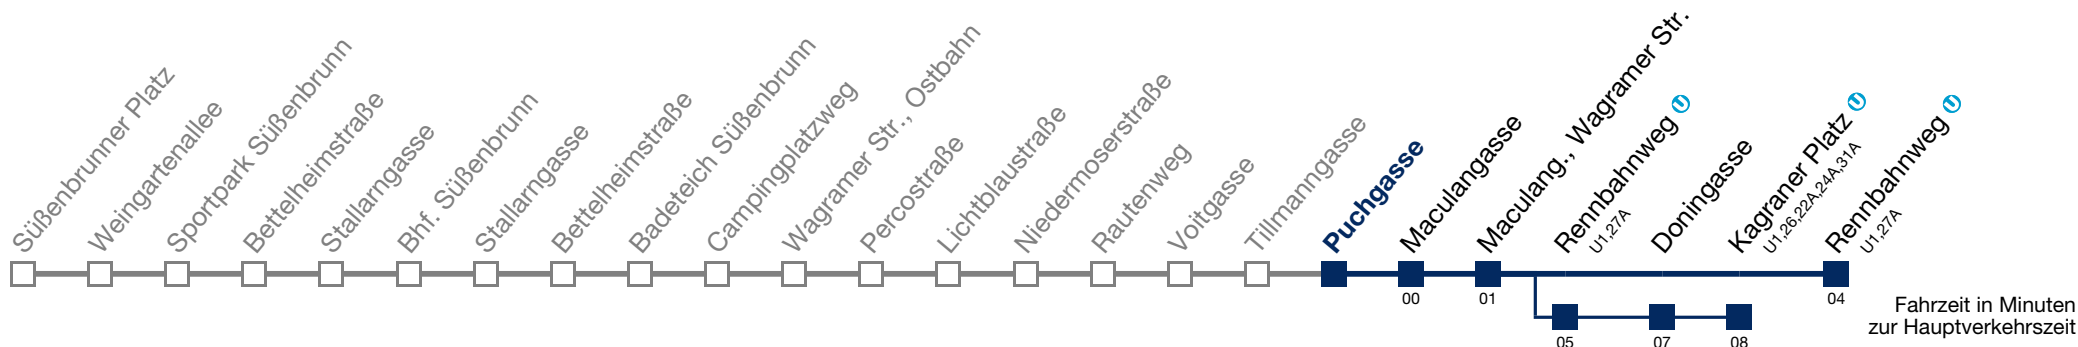 Süßenbrunner Platz
Weingartenallee
Sportpark Süßenbrunn
Bettelheimstraße
Stallarngasse
Bhf. Süßenbrunn
Stallarngasse
Bettelheimstraße
Badeteich Süßenbrunn
Campingplatzweg
Wagramer Str., Ostbahn
Percostraße
Lichtblaustraße
Niedermoserstraße
Rautenweg
Voitgasse
Tillmanngasse
Puchgasse
Maculangasse
Maculang., Wagramer Str.
Rennbahnweg U
U1,27A
Doningasse
Kagraner Platz U
U1,26,22A,24A,31A
Rennbahnweg U
U1,27A
00
01
04
05
07
08
Fahrzeit in Minuten
zur Hauptverkehrszeit